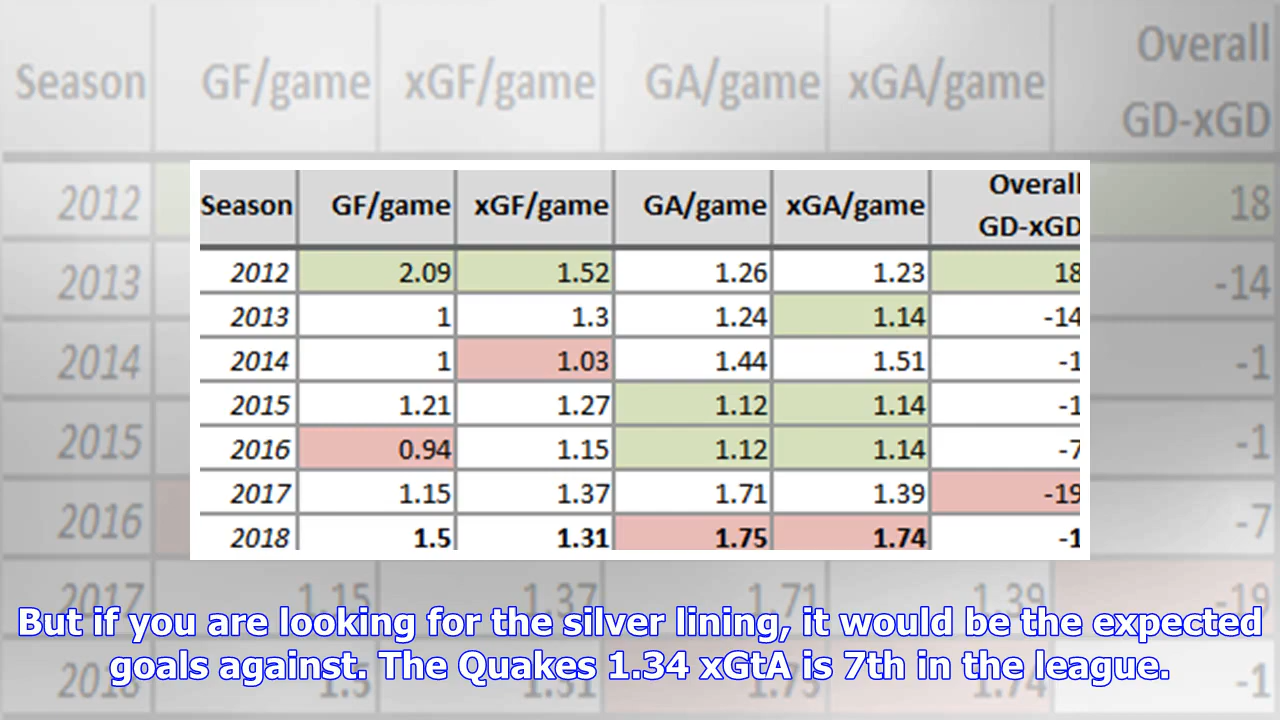 Season GF/game xGF/game GA/game xGA/game Overall GD-xGD
2012 2.09 1.52 1.26 1.23 18
2013 1 1.3 1.24 1.14 -14
2014 1 1.03 1.44 1.51 -1
2015 1.21 1.27 1.12 1.14 -1
2016 0.94 1.15 1.12 1.14 -7
2017 1.15 1.37 1.71 1.39 -19
2018 1.5 1.31 1.75 1.74 -1
But if you are looking for the silver lining, it would be the expected
goals against. The Quakes 1.34 xGtA is 7th in the league.